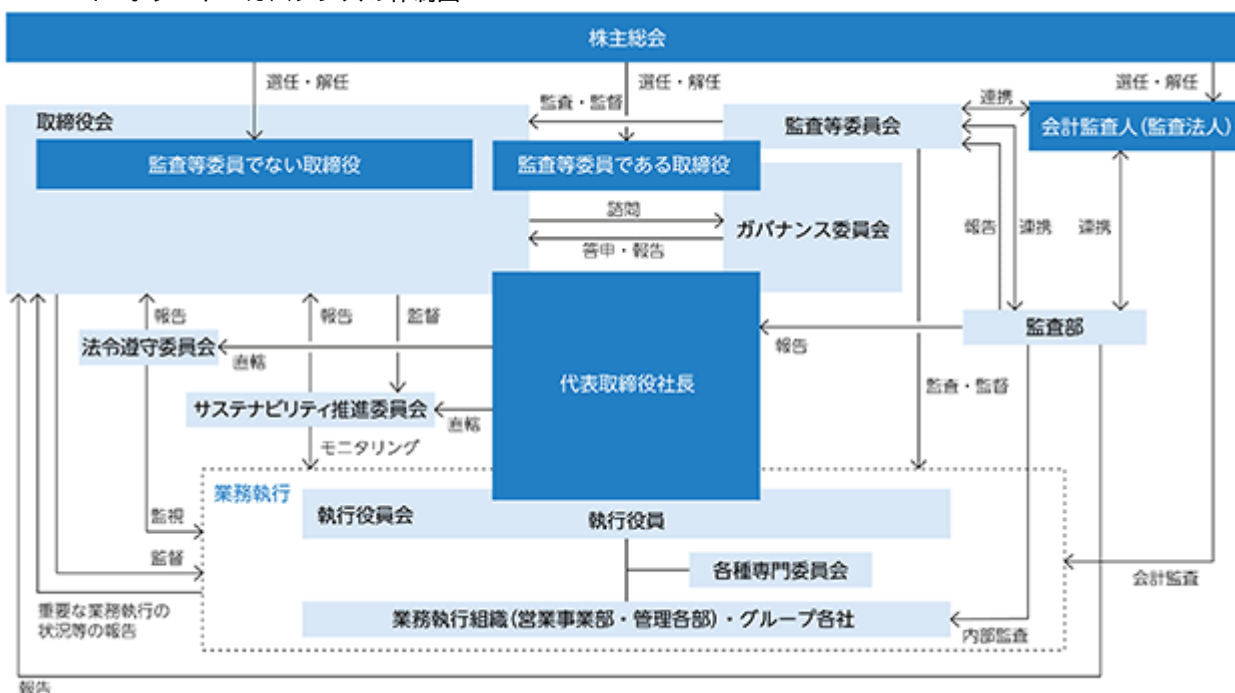 株主総会
選任・解任
選任・解任
選任・解任
監査・監督
連携
取締役会
監査等委員会
会計監査人(監査法人)
監査等委員でない取締役
監査等委員である取締役
諮問
ガバナンス委員会
報告
連携
連携
答申・報告
報告
報告
監督
監査部
法令遵守委員会
直轄
報告
代表取締役社長
監査・監督
サステナビリティ推進委員会
直轄
モニタリング
業務執行
執行役員会
執行役員
監視
監督
各種専門委員会
会計監査
重要な業務執行の
状況等の報告
業務執行組織(営業事業部・管理各部)・グループ各社
内部監査
報告